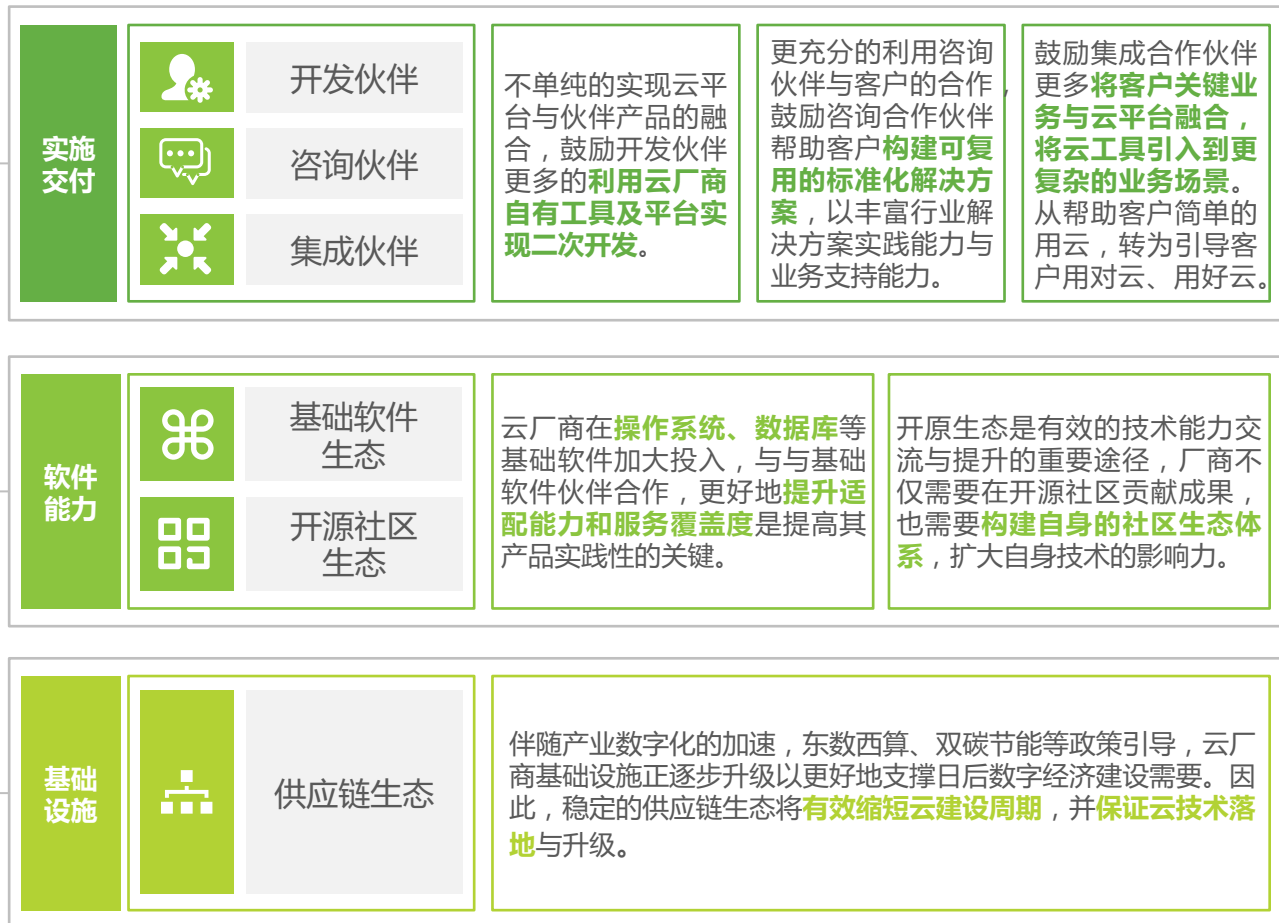 实施
交付
开发伙伴
咨询伙伴
集成伙伴
不单纯的实现云平
台与伙伴产品的融
合，鼓励开发伙伴
更多的利用云厂商
自有工具及平台实
现二次开发。
更充分的利用咨询
伙伴与客户的合作，
鼓励咨询合作伙伴
帮助客户构建可复
用的标准化解决方
案，以丰富行业解
决方案实践能力与
业务支持能力。
鼓励集成合作伙伴
更多将客户关键业
务与云平台融合，
将云工具引入到更
复杂的业务场景。
从帮助客户简单的
用云，转为引导客
户用对云、用好云。
软件
能力
基础软件
生态
开源社区
生态
云厂商在操作系统、数据库等
基础软件加大投入，与与基础
软件伙伴合作，更好地提升适
配能力和服务覆盖度是提高其
产品实践性的关键。
开原生态是有效的技术能力交
流与提升的重要途径，厂商不
仅需要在开源社区贡献成果，
也需要构建自身的社区生态体
系，扩大自身技术的影响力。
基础
设施
供应链生态
伴随产业数字化的加速，东数西算、双碳节能等政策引导，云厂
商基础设施正逐步升级以更好地支撑日后数字经济建设需要。因
此，稳定的供应链生态将有效缩短云建设周期，并保证云技术落
地与升级。